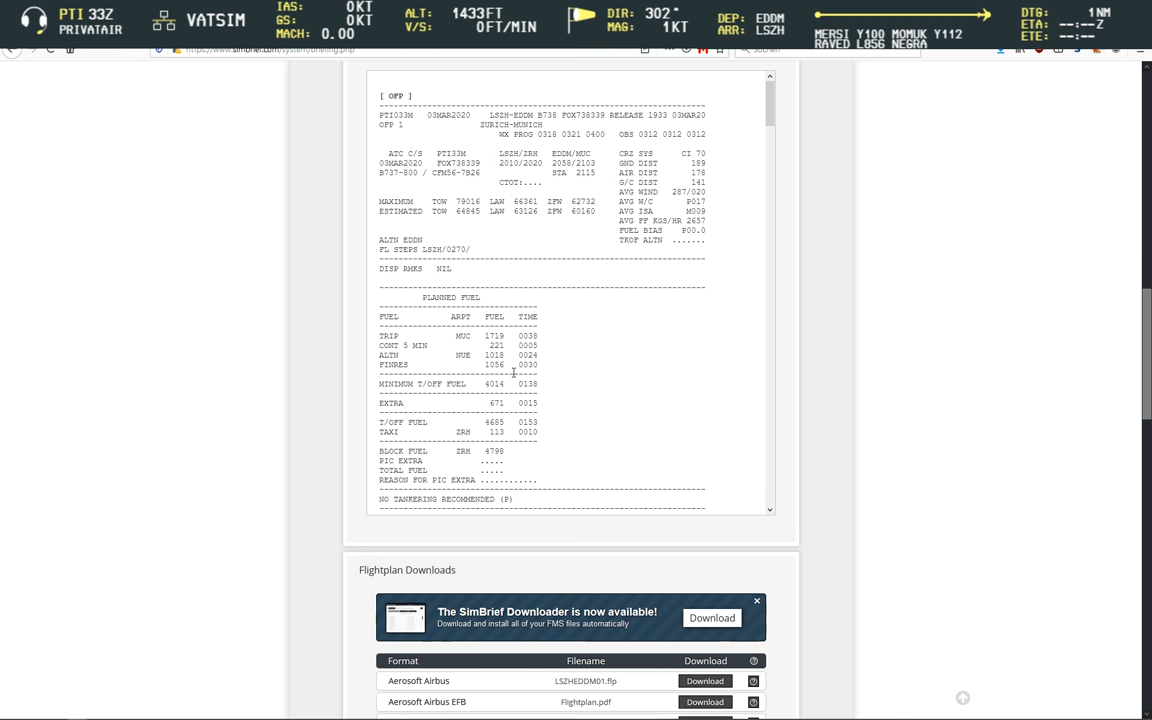 PTI 33Z
PRIVATAIR
VATSIM
IAS: 0KT
GS: 0KT
MACH: 0.00
ALT: 1433FT
V/S: 0FT/MIN
DIR: 302°
MAG: 1KT
DEP: EDDM
ARR: LSZH
MERSI Y100 MOMUK Y112
RAVED L856 NEGRA
DTG: 1NM
ETA: --:--Z
ETE: --:--
https://www.simbrief.com/system/briefing.php
Suchen
[ OFP ]
--------------------------------------------------------------------
PTI033M 03MAR2020 LSZH-EDDM B738 FOX738339 RELEASE 1933 03MAR20
OFP 1 ZURICH-MUNICH
WX PROG 0318 0321 0400 OBS 0312 0312 0312
ATC C/S PTI33M LSZH/ZRH EDDM/MUC CRZ SYS CI 70
03MAR2020 FOX738339 2010/2020 2058/2103 GND DIST 189
B737-800 / CFM56-7B26 STA 2115 AIR DIST 178
CTOT:.... G/C DIST 141
AVG WIND 287/020
MAXIMUM TOW 79016 LAW 66361 ZFW 62732 AVG W/C P017
ESTIMATED TOW 64845 LAW 63126 ZFW 60160 AVG ISA M009
AVG FF KGS/HR 2657
FUEL BIAS P00.0
ALTN EDDN TKOF ALTN .......
FL STEPS LSZH/0270/
--------------------------------------------------------------------
DISP RMKS NIL
--------------------------------------------------------------------
PLANNED FUEL
---------------------------------
FUEL ARPT FUEL TIME
---------------------------------
TRIP MUC 1719 0038
CONT 5 MIN 221 0005
ALTN NUE 1018 0024
FINRES 1056 0030
---------------------------------
MINIMUM T/OFF FUEL 4014 0138
---------------------------------
EXTRA 671 0015
---------------------------------
T/OFF FUEL 4685 0153
TAXI ZRH 113 0010
---------------------------------
BLOCK FUEL ZRH 4798
PIC EXTRA .....
TOTAL FUEL .....
REASON FOR PIC EXTRA ............
--------------------------------------------------------------------
NO TANKERING RECOMMENDED (P)
--------------------------------------------------------------------
Flightplan Downloads
The SimBrief Downloader is now available!
Download and install all of your FMS files automatically
Download
Format Filename Download
Aerosoft Airbus LSZHEDDM01.flp Download
Aerosoft Airbus EFB Flightplan.pdf Download